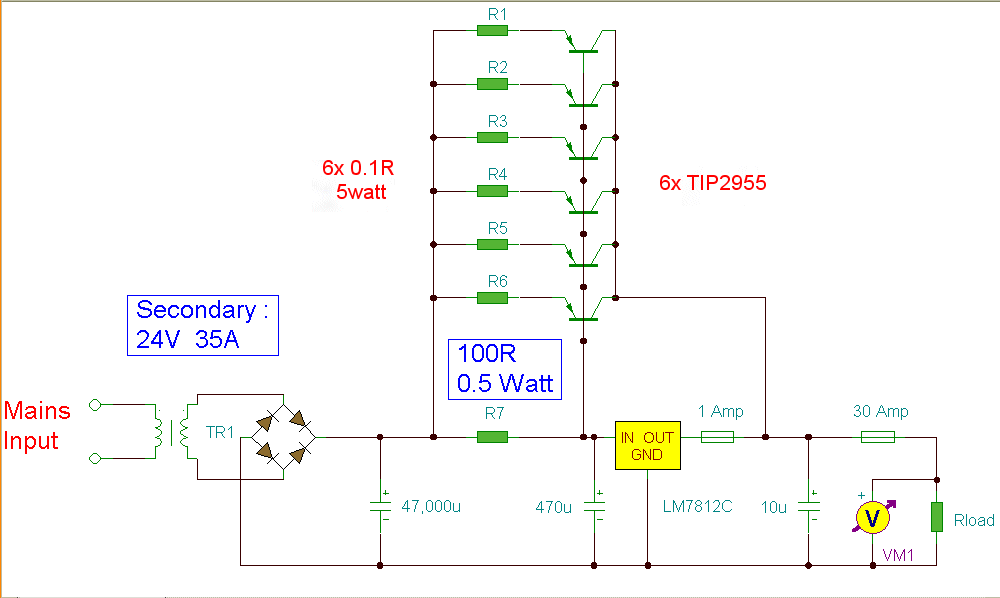 R1
R2
R3
6x 0.1R
5watt
R4
6x TIP2955
R5
R6
Secondary :
24V 35A
100R
0.5 Watt
Mains
Input
TR1
R7
1 Amp
30 Amp
IN OUT
GND
+
47,000u
-
+
470u
-
LM7812C
+
10u
-
+
V
VM1
Rload